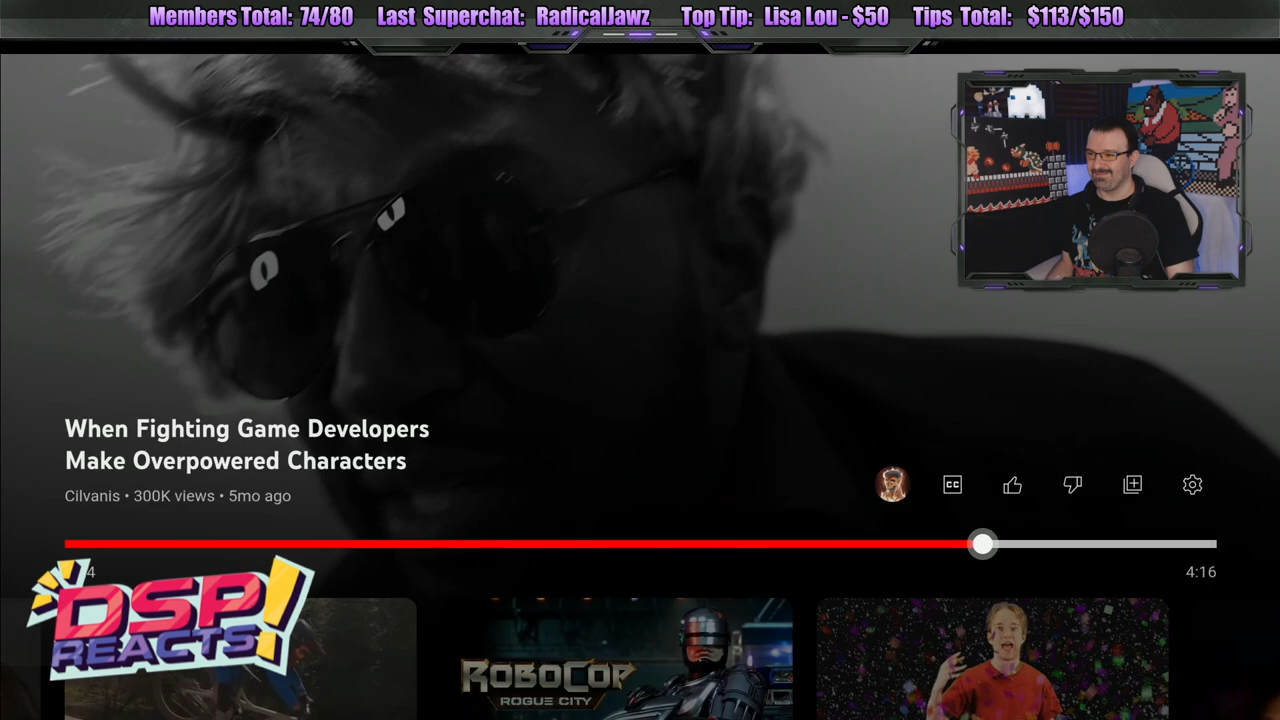 Members Total: 74/80 Last Superchat: RadicalJawz Top Tip: Lisa Lou - $50 Tips Total: $113/$150
When Fighting Game Developers
Make Overpowered Characters
Cilvanis • 300K views • 5mo ago
CC
4:16
DSP!
REACTS
ROBOCOP
ROGUE CITY